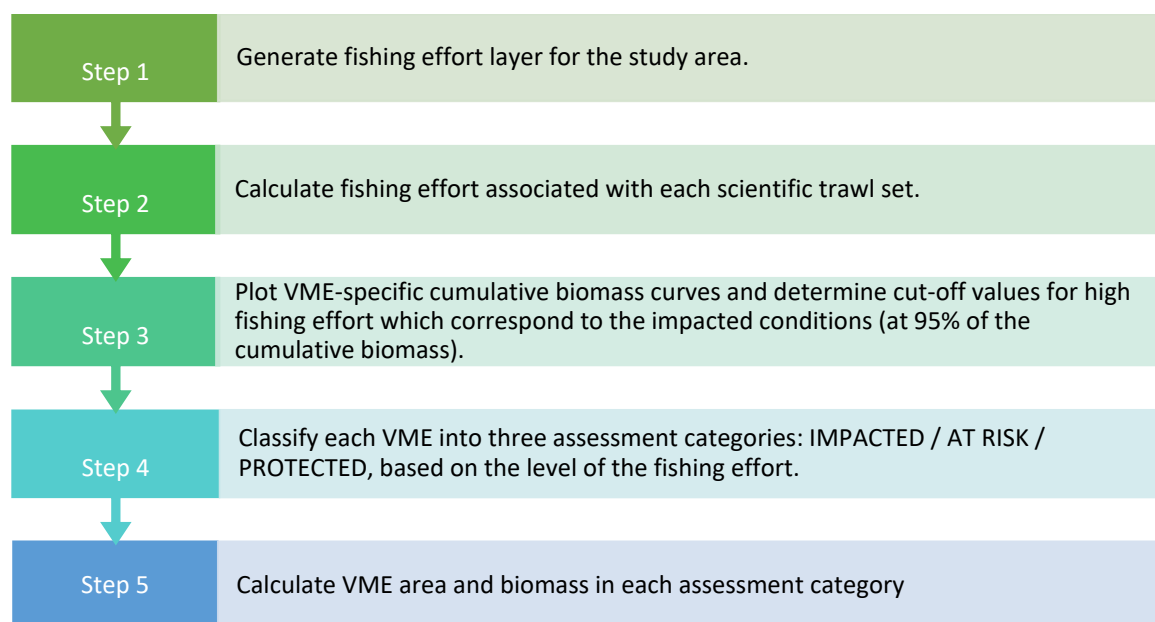 Step 1
Generate fishing effort layer for the study area.
Step 2
Calculate fishing effort associated with each scientific trawl set.
Step 3
Plot VME-specific cumulative biomass curves and determine cut-off values for high
fishing effort which correspond to the impacted conditions (at 95% of the
cumulative biomass).
Step 4
Classify each VME into three assessment categories: IMPACTED / AT RISK /
PROTECTED, based on the level of the fishing effort.
Step 5
Calculate VME area and biomass in each assessment category